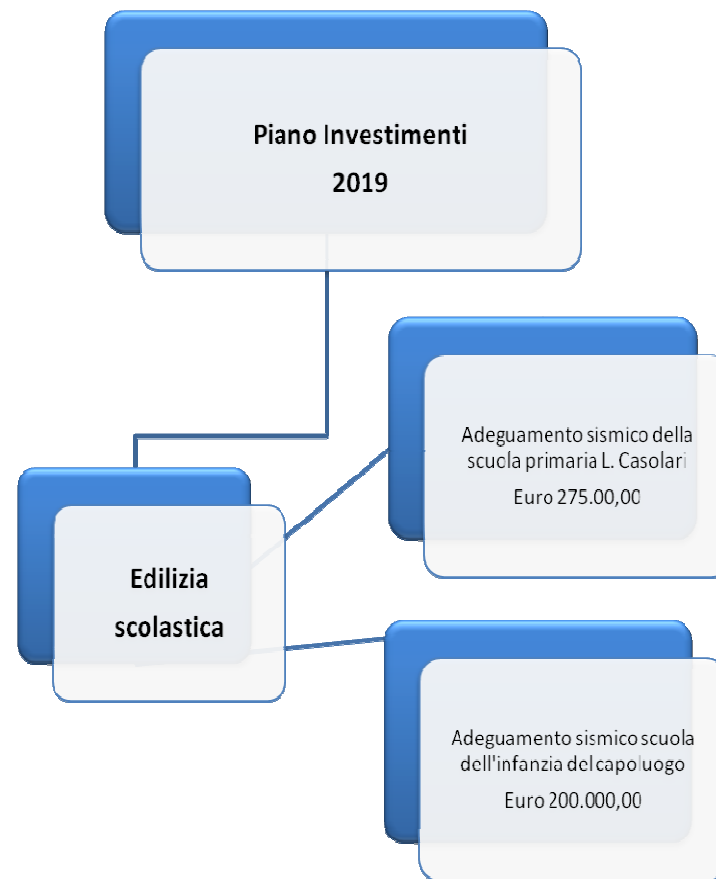 Piano Investimenti
2019
Adeguamento sismico della
scuola primaria L. Casolari
Euro 275.00,00
Edilizia
scolastica
Adeguamento sismico scuola
dell'infanzia del capoluogo
Euro 200.000,00